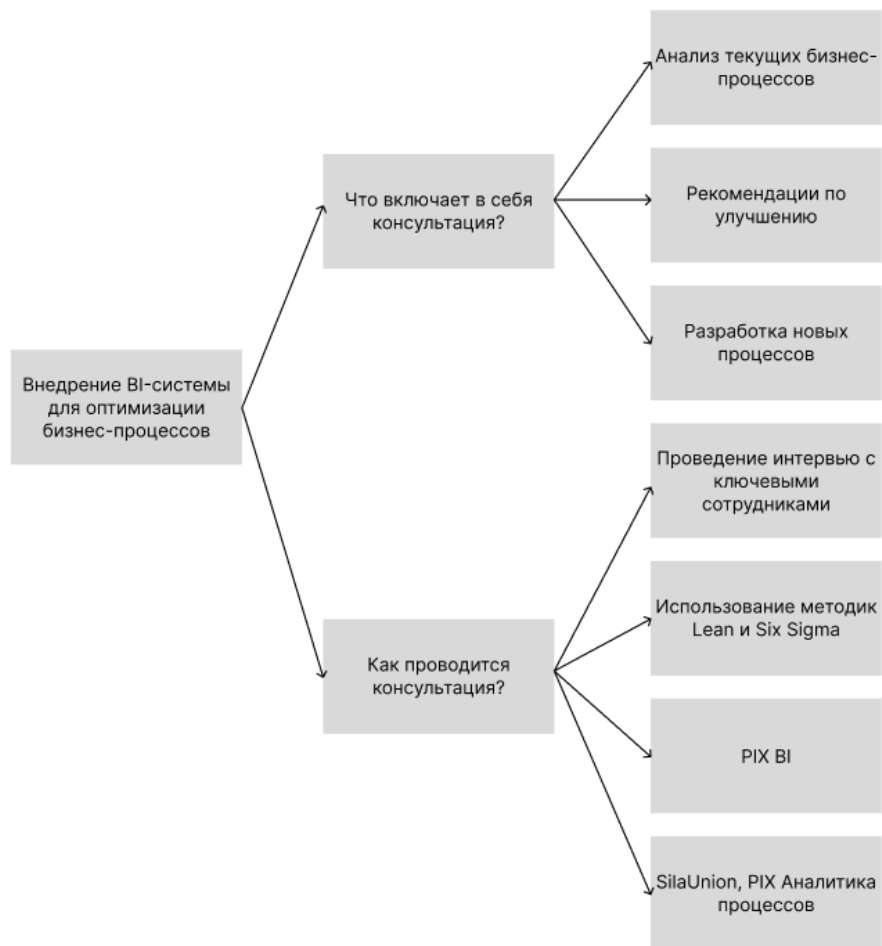 Анализ текущих бизнес-
процессов
Что включает в себя
консультация?
Рекомендации по
улучшению
Разработка новых
процессов
Внедрение BI-системы
для оптимизации
бизнес-процессов
Проведение интервью с
ключевыми
сотрудниками
Использование методик
Lean и Six Sigma
Как проводится
консультация?
PIX BI
SilaUnion, PIX Аналитика
процессов